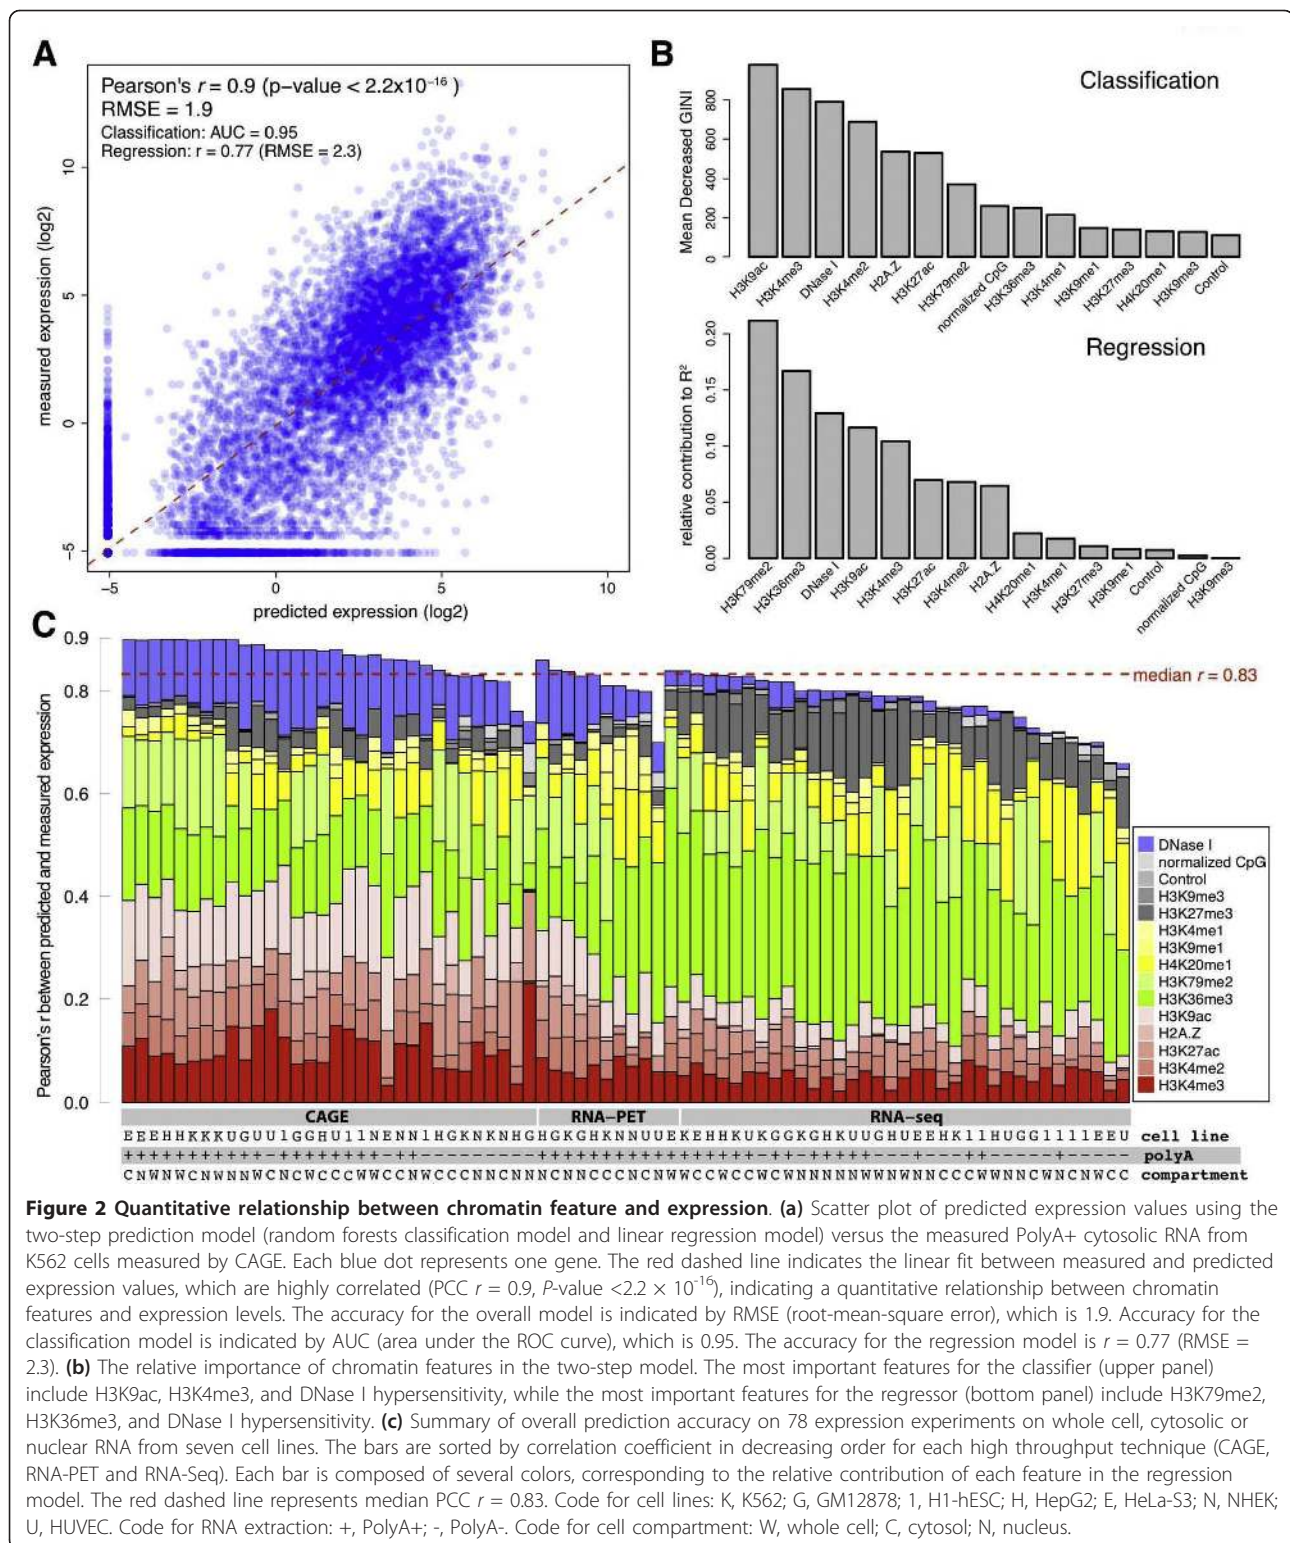 A
Pearson's r = 0.9 (p-value < 2.2x10⁻¹⁶ )
RMSE = 1.9
Classification: AUC = 0.95
Regression: r = 0.77 (RMSE = 2.3)
measured expression (log2)
10
5
0
−5
−5 0 5 10
predicted expression (log2)
B
Classification
Mean Decreased GINI
0 200 400 600 800
H3K9ac H3K4me3 DNase I H3K4me2 H2A.Z H3K27ac H3K79me2 normalized CpG H3K36me3 H3K4me1 H3K9me1 H3K27me3 H4K20me1 H3K9me3 Control
Regression
relative contribution to R²
0.00 0.05 0.10 0.15 0.20
H3K79me2 H3K36me3 DNase I H3K9ac H3K4me3 H3K27ac H3K4me2 H2A.Z H4K20me1 H3K4me1 H3K27me3 H3K9me1 Control normalized CpG H3K9me3
C
Pearson's r between predicted and measured expression
0.9
0.8
0.6
0.4
0.2
0.0
median r = 0.83
DNase I
normalized CpG
Control
H3K9me3
H3K27me3
H3K4me1
H3K9me1
H4K20me1
H3K79me2
H3K36me3
H3K9ac
H2A.Z
H3K27ac
H3K4me2
H3K4me3
CAGE RNA−PET RNA−seq
cell line
polyA
compartment
Figure 2 Quantitative relationship between chromatin feature and expression. (a) Scatter plot of predicted expression values using the
two-step prediction model (random forests classification model and linear regression model) versus the measured PolyA+ cytosolic RNA from
K562 cells measured by CAGE. Each blue dot represents one gene. The red dashed line indicates the linear fit between measured and predicted
expression values, which are highly correlated (PCC r = 0.9, P-value <2.2 × 10⁻¹⁶), indicating a quantitative relationship between chromatin
features and expression levels. The accuracy for the overall model is indicated by RMSE (root-mean-square error), which is 1.9. Accuracy for the
classification model is indicated by AUC (area under the ROC curve), which is 0.95. The accuracy for the regression model is r = 0.77 (RMSE =
2.3). (b) The relative importance of chromatin features in the two-step model. The most important features for the classifier (upper panel)
include H3K9ac, H3K4me3, and DNase I hypersensitivity, while the most important features for the regressor (bottom panel) include H3K79me2,
H3K36me3, and DNase I hypersensitivity. (c) Summary of overall prediction accuracy on 78 expression experiments on whole cell, cytosolic or
nuclear RNA from seven cell lines. The bars are sorted by correlation coefficient in decreasing order for each high throughput technique (CAGE,
RNA-PET and RNA-Seq). Each bar is composed of several colors, corresponding to the relative contribution of each feature in the regression
model. The red dashed line represents median PCC r = 0.83. Code for cell lines: K, K562; G, GM12878; 1, H1-hESC; H, HepG2; E, HeLa-S3; N, NHEK;
U, HUVEC. Code for RNA extraction: +, PolyA+; -, PolyA-. Code for cell compartment: W, whole cell; C, cytosol; N, nucleus.